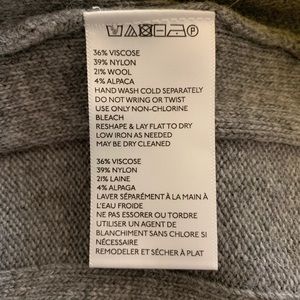 36% VISCOSE
39% NYLON
21% WOOL
4% ALPACA
HAND WASH COLD SEPARATELY
DO NOT WRING OR TWIST
USE ONLY NON-CHLORINE
BLEACH
RESHAPE & LAY FLAT TO DRY
LOW IRON AS NEEDED
MAY BE DRY CLEANED
36% VISCOSE
39% NYLON
21% LAINE
4% ALPAGA
LAVER SÉPARÉMENT À LA MAIN À
L'EAU FROIDE
NE PAS ESSORER OU TORDRE
UTILISER UN AGENT DE
BLANCHIMENT SANS CHLORE SI
NÉCESSAIRE
REMODELER ET SÉCHER À PLAT